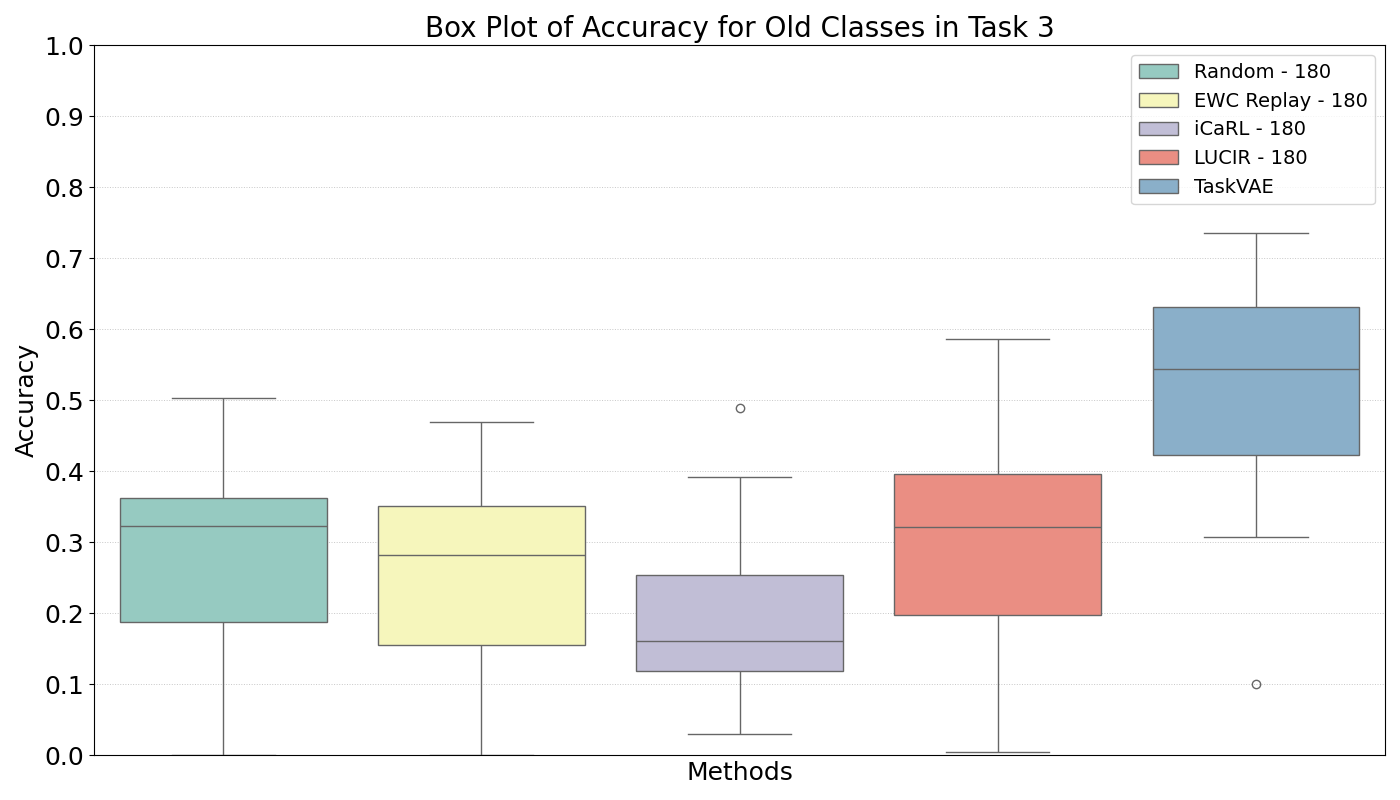 Box Plot of Accuracy for Old Classes in Task 3
1.0
0.9
0.8
0.7
0.6
0.5
0.4
0.3
0.2
0.1
0.0
Accuracy
Methods
Random - 180
EWC Replay - 180
iCaRL - 180
LUCIR - 180
TaskVAE